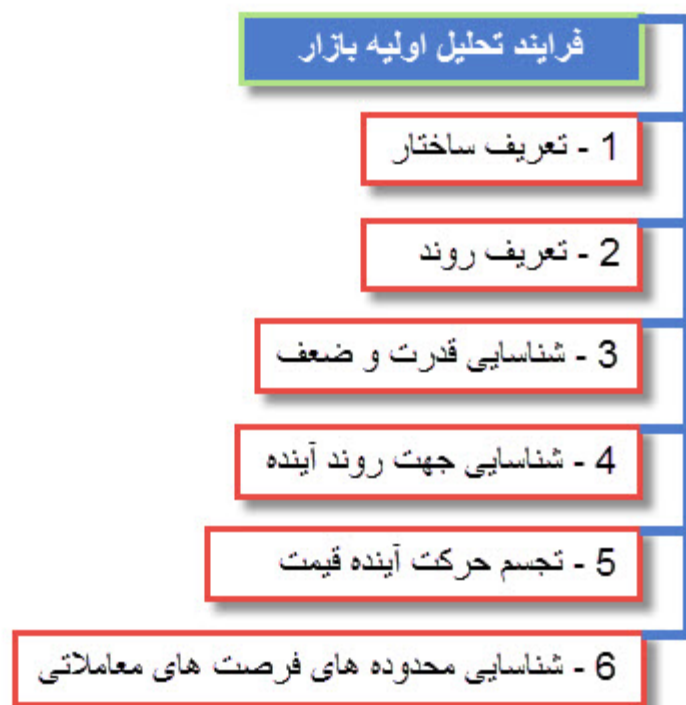 فرایند تحلیل اولیه بازار
1 - تعریف ساختار
2 - تعریف روند
3 - شناسایی قدرت و ضعف
4 - شناسایی جهت روند آینده
5 - تجسم حرکت آینده قیمت
6 - شناسایی محدوده های فرصت های معاملاتی